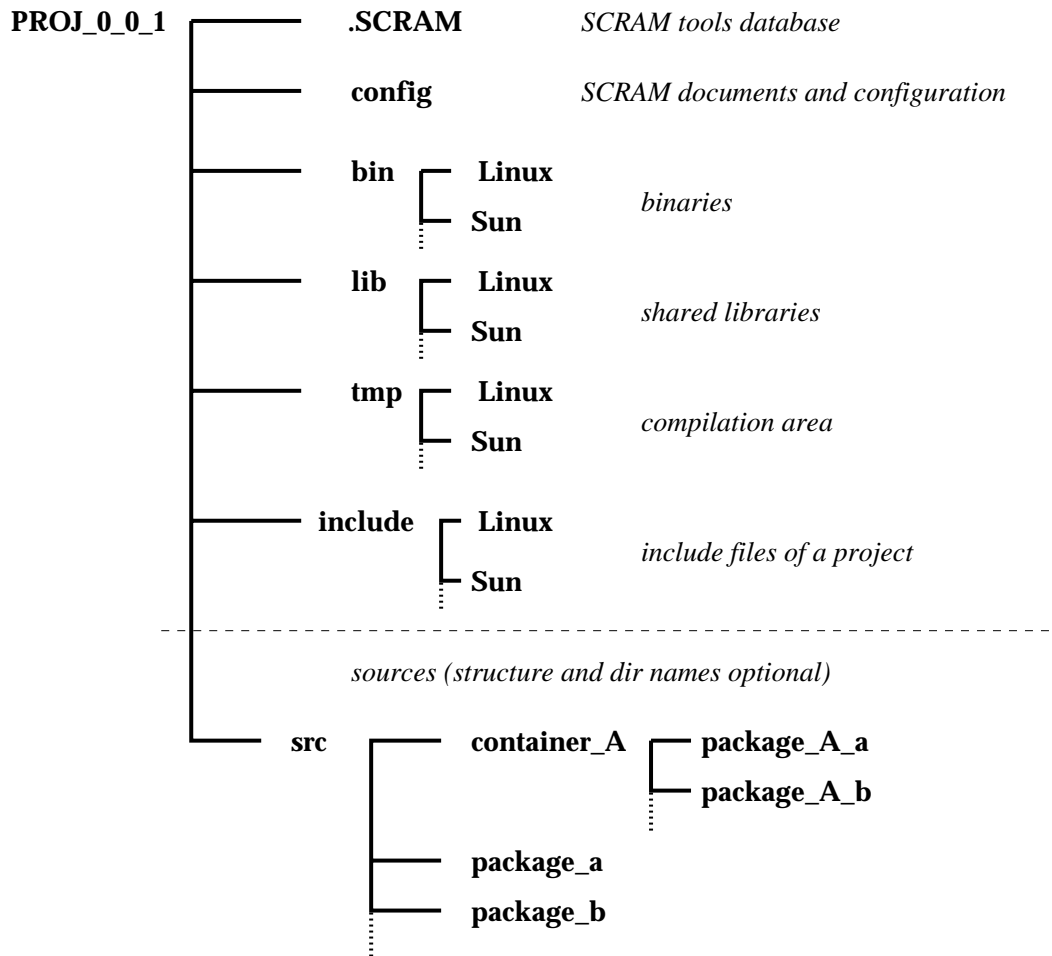 PROJ_0_0_1 .SCRAM SCRAM tools database
config SCRAM documents and configuration
bin Linux
binaries
Sun
lib Linux
shared libraries
Sun
tmp Linux
compilation area
Sun
include Linux
include files of a project
Sun
sources (structure and dir names optional)
src container_A package_A_a
package_A_b
package_a
package_b